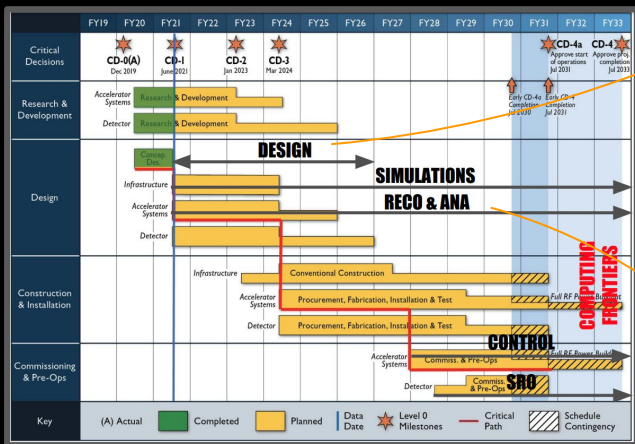 FY19 FY20 FY21 FY22 FY23 FY24 FY25 FY26 FY27 FY28 FY29 FY30 FY31 FY32 FY33
Critical
Decisions
CD-0(A)
Dec 2019
CD-1
June 2021
CD-2
Jan 2023
CD-3
Mar 2024
CD-4a
Approve start
of operations
Jul 2031
CD-4
Approve proj.
completion
Jul 2033
Early CD-4a
Completion
Jul 2030
Early CD-4
Completion
Jul 2031
Research &
Development
Accelerator
Systems
Research & Development
Detector
Research & Development
Design
Concep.
Des.
DESIGN
Infrastructure
SIMULATIONS
Accelerator
Systems
RECO & ANA
Detector
COMPUTING
FRONTIERS
Construction
& Installation
Infrastructure
Conventional Construction
Accelerator
Systems
Procurement, Fabrication, Installation & Test
Full RF Power Buildout
Detector
Procurement, Fabrication, Installation & Test
Commissioning
& Pre-Ops
CONTROL
Accelerator
Systems
Commiss. & Pre-Ops
Full RF Power Buildout
Detector
Commiss.
& Pre-Ops
SRO
Key
(A) Actual
Completed
Planned
Data
Date
Level 0
Milestones
Critical
Path
Schedule
Contingency